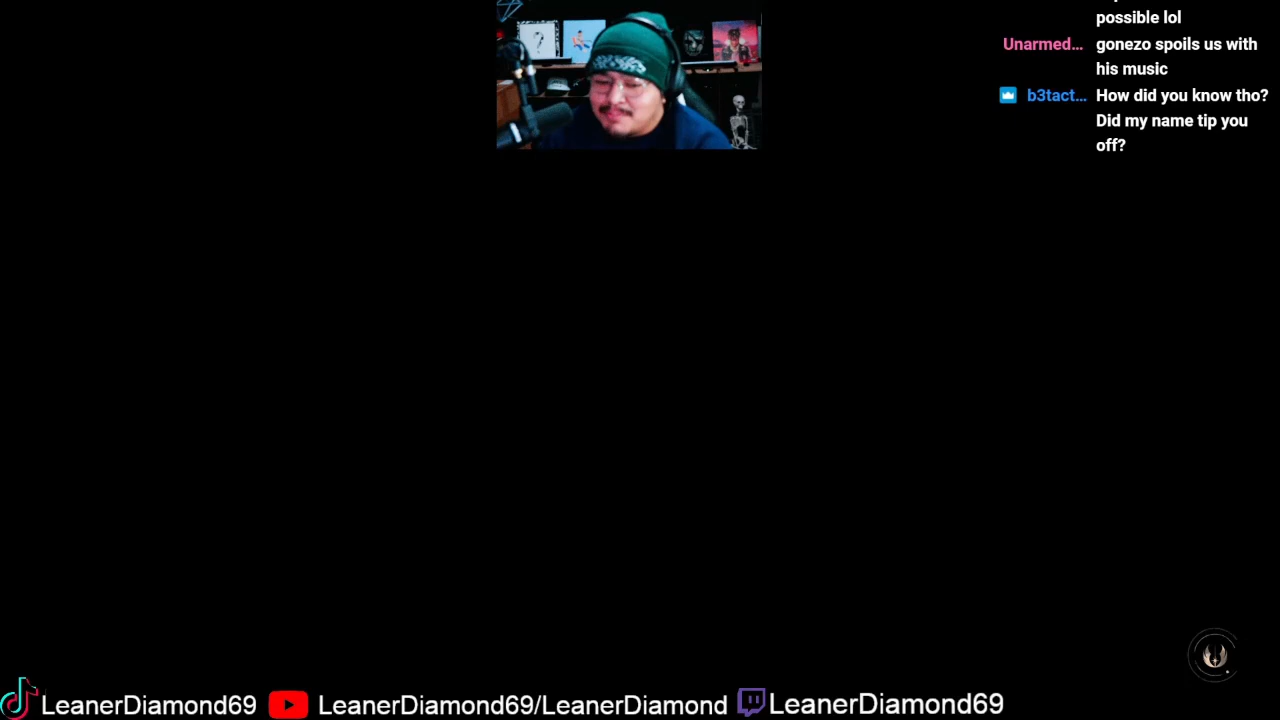 possible lol
Unarmed… gonezo spoils us with
his music
b3tact… How did you know tho?
Did my name tip you
off?
LeanerDiamond69 LeanerDiamond69/LeanerDiamond LeanerDiamond69